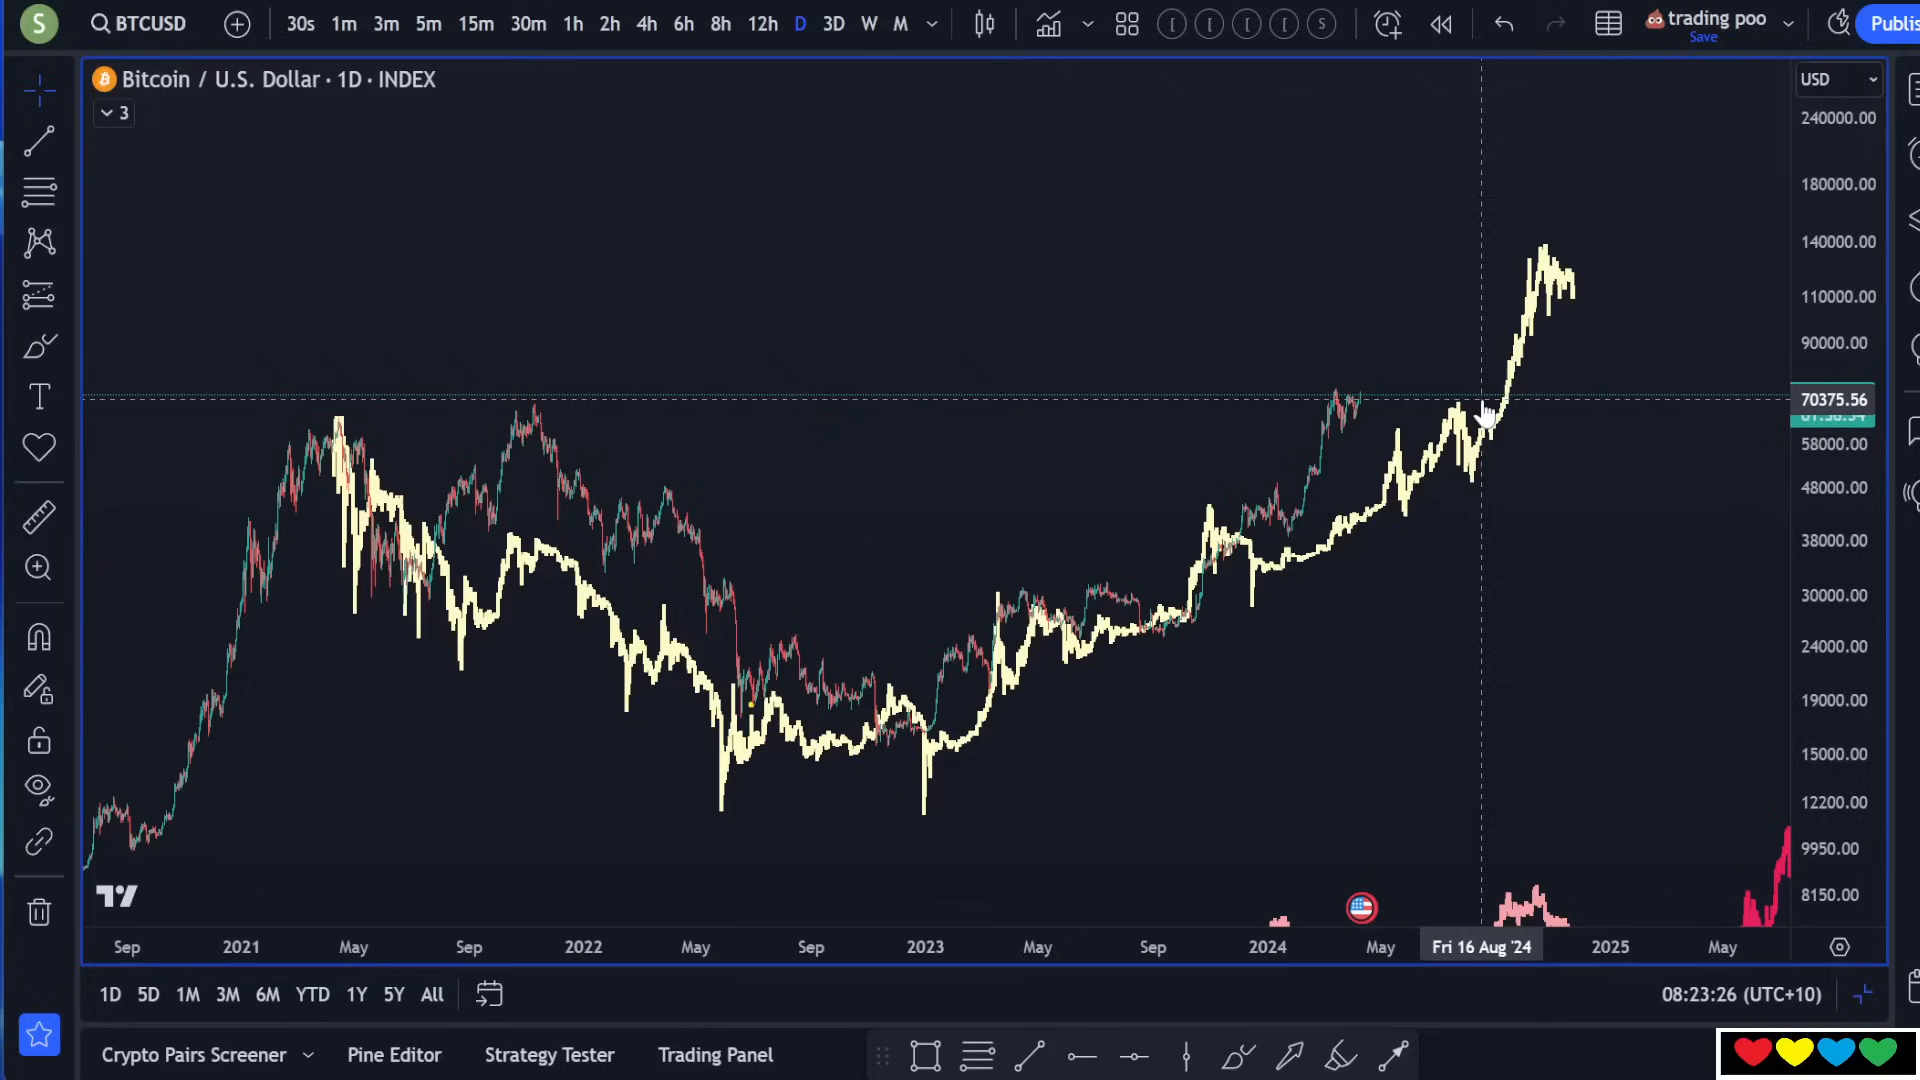 S
BTCUSD
30s 1m 3m 5m 15m 30m 1h 2h 4h 6h 8h 12h D 3D W M
S
trading poo
Save
Publis
Bitcoin / U.S. Dollar · 1D · INDEX
3
USD
240000.00
180000.00
140000.00
110000.00
90000.00
70375.56
58000.00
48000.00
38000.00
30000.00
24000.00
19000.00
15000.00
12200.00
9950.00
8150.00
Sep 2021 May Sep 2022 May Sep 2023 May Sep 2024 May Fri 16 Aug '24 2025 May
1D 5D 1M 3M 6M YTD 1Y 5Y All
08:23:26 (UTC+10)
Crypto Pairs Screener Pine Editor Strategy Tester Trading Panel